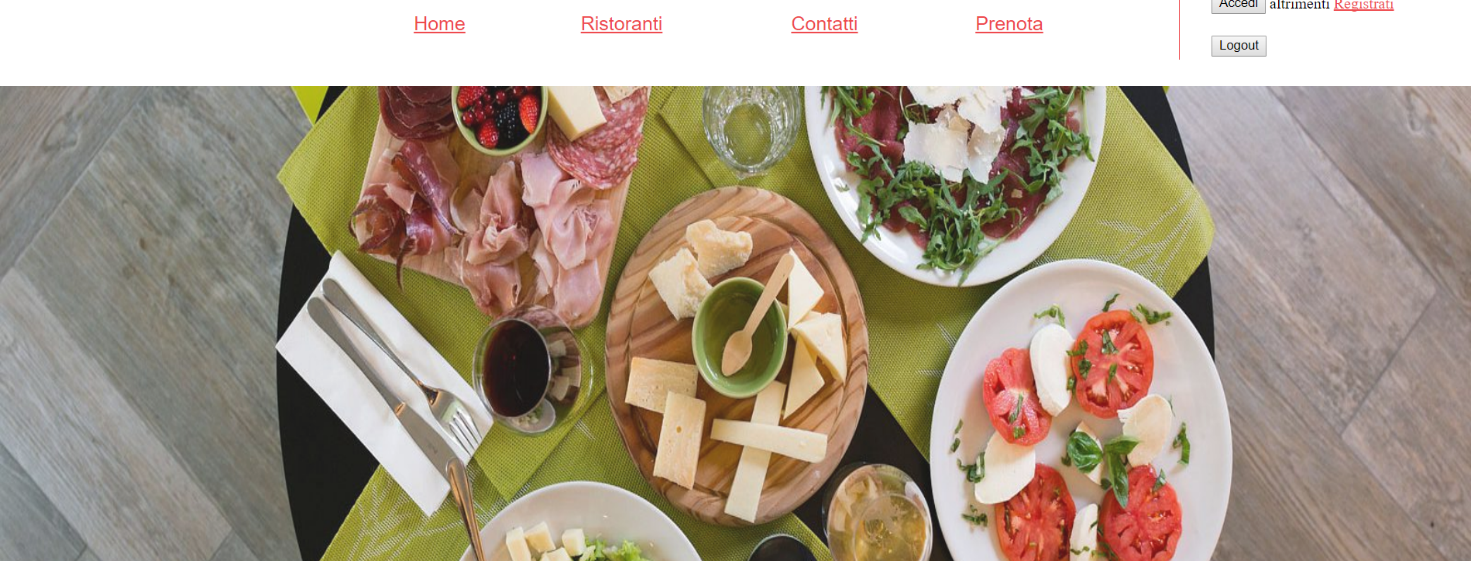 Home Ristoranti Contatti Prenota
Accedi altrimenti Registrati
Logout